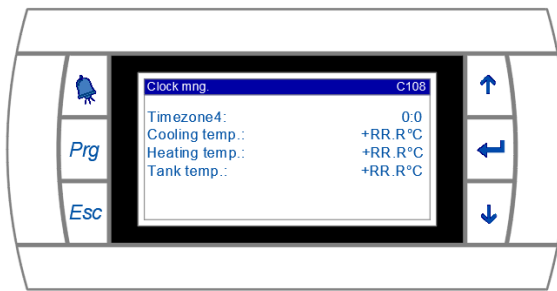 Clock mng. C108
Timezone4: 0:0
Cooling temp.: +RR.R°C
Heating temp.: +RR.R°C
Tank temp.: +RR.R°C
Prg
Esc